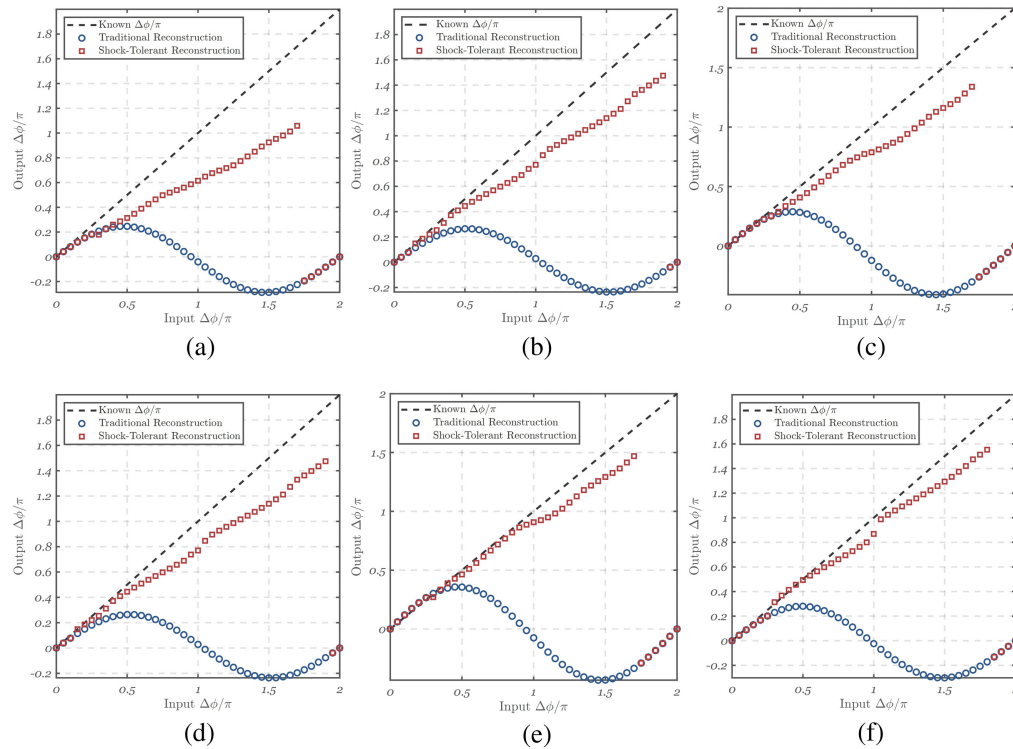 Known Δϕ/π
Traditional Reconstruction
Shock-Tolerant Reconstruction
Output Δϕ/π
1.8
1.6
1.4
1.2
1
0.8
0.6
0.4
0.2
0
-0.2
0
0.5
1
1.5
2
Input Δϕ/π
(a)
Known Δϕ/π
Traditional Reconstruction
Shock-Tolerant Reconstruction
Output Δϕ/π
1.8
1.6
1.4
1.2
1
0.8
0.6
0.4
0.2
0
-0.2
0
0.5
1
1.5
2
Input Δϕ/π
(b)
Known Δϕ/π
Traditional Reconstruction
Shock-Tolerant Reconstruction
Output Δϕ/π
2
1.5
1
0.5
0
0
0.5
1
1.5
2
Input Δϕ/π
(c)
Known Δϕ/π
Traditional Reconstruction
Shock-Tolerant Reconstruction
Output Δϕ/π
1.8
1.6
1.4
1.2
1
0.8
0.6
0.4
0.2
0
-0.2
0
0.5
1
1.5
2
Input Δϕ/π
(d)
Known Δϕ/π
Traditional Reconstruction
Shock-Tolerant Reconstruction
Output Δϕ/π
2
1.5
1
0.5
0
0
0.5
1
1.5
2
Input Δϕ/π
(e)
Known Δϕ/π
Traditional Reconstruction
Shock-Tolerant Reconstruction
Output Δϕ/π
1.8
1.6
1.4
1.2
1
0.8
0.6
0.4
0.2
0
-0.2
0
0.5
1
1.5
2
Input Δϕ/π
(f)